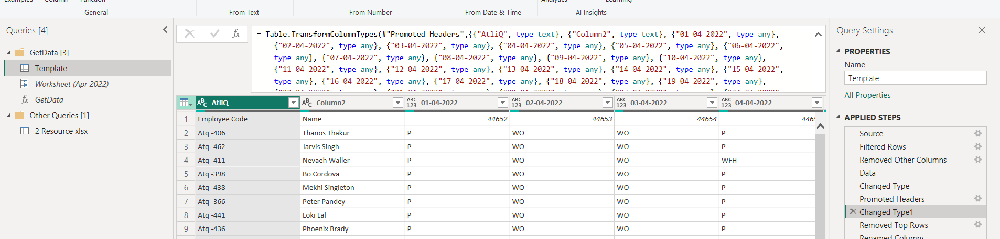 Examples Column Function Analytics Learning
General From Text From Number From Date & Time AI Insights
Queries [4]
GetData [3]
Template
Worksheet (Apr 2022)
GetData
Other Queries [1]
2 Resource xlsx
fx
= Table.TransformColumnTypes(#"Promoted Headers",{{"AtliQ", type text}, {"Column2", type text}, {"01-04-2022", type any},
{"02-04-2022", type any}, {"03-04-2022", type any}, {"04-04-2022", type any}, {"05-04-2022", type any}, {"06-04-2022",
type any}, {"07-04-2022", type any}, {"08-04-2022", type any}, {"09-04-2022", type any}, {"10-04-2022", type any},
{"11-04-2022", type any}, {"12-04-2022", type any}, {"13-04-2022", type any}, {"14-04-2022", type any}, {"15-04-2022",
type any}, {"16-04-2022", type any}, {"17-04-2022", type any}, {"18-04-2022", type any}, {"19-04-2022", type any},
AtliQ Column2 01-04-2022 02-04-2022 03-04-2022 04-04-2022
1 Employee Code Name 44652 44653 44654
2 Atq -406 Thanos Thakur P WO WO P
3 Atq -462 Jarvis Singh P WO WO P
4 Atq -411 Nevaeh Waller P WO WO WFH
5 Atq -398 Bo Cordova P WO WO P
6 Atq -438 Mekhi Singleton P WO WO P
7 Atq -366 Peter Pandey P WO WO P
8 Atq -441 Loki Lal P WO WO P
9 Atq -436 Phoenix Brady P WO WO P
Query Settings
PROPERTIES
Name
Template
All Properties
APPLIED STEPS
Source
Filtered Rows
Removed Other Columns
Data
Changed Type
Promoted Headers
Changed Type1
Removed Top Rows
Renamed Columns